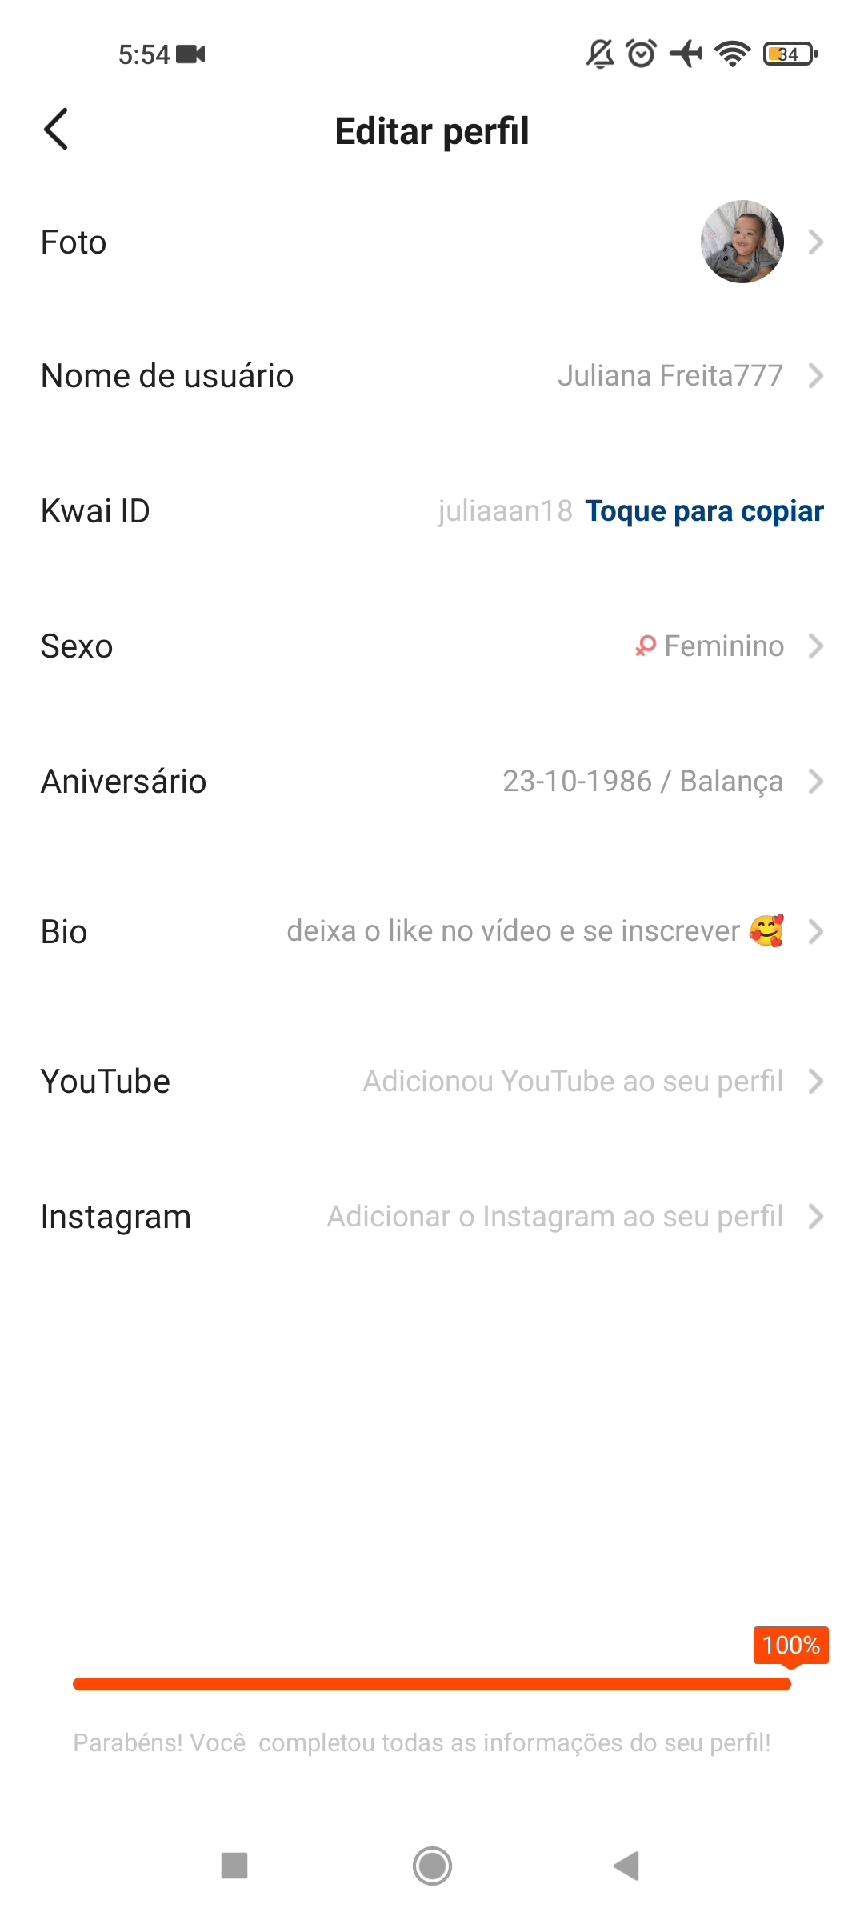 5:54
34
Editar perfil
Foto
Nome de usuário Juliana Freita777
Kwai ID juliaaan18 Toque para copiar
Sexo Feminino
Aniversário 23-10-1986 / Balança
Bio deixa o like no vídeo e se inscrever 🥰
YouTube Adicionou YouTube ao seu perfil
Instagram Adicionar o Instagram ao seu perfil
100%
Parabéns! Você  completou todas as informações do seu perfil!